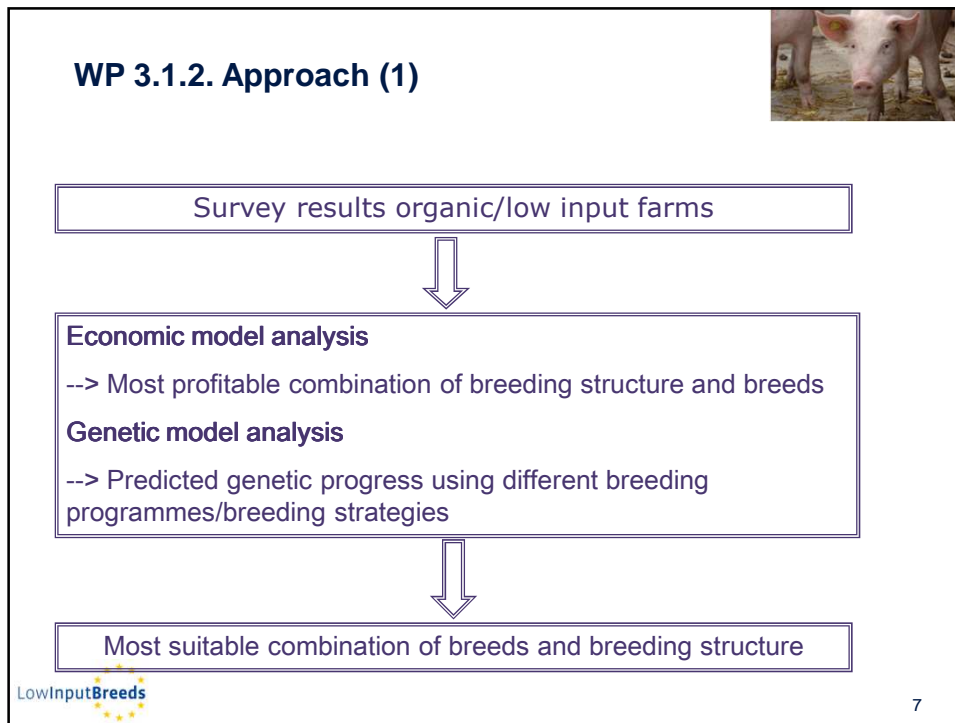 WP 3.1.2. Approach (1)
Survey results organic/low input farms
Economic model analysis
--> Most profitable combination of breeding structure and breeds
Genetic model analysis
--> Predicted genetic progress using different breeding
programmes/breeding strategies
Most suitable combination of breeds and breeding structure
LowInputBreeds
7